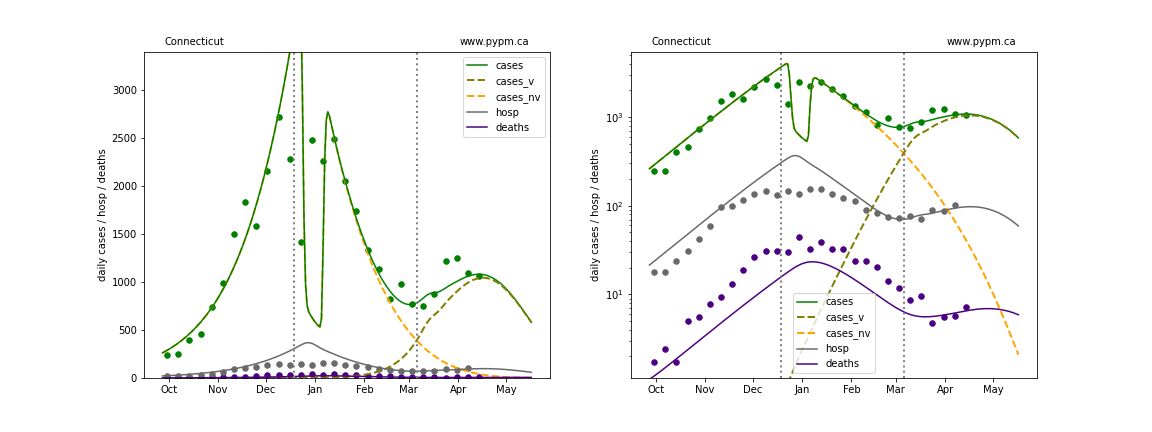 Connecticut www.pypm.ca
daily cases / hosp / deaths
3000
2500
2000
1500
1000
500
0
Oct Nov Dec Jan Feb Mar Apr May
cases
cases_v
cases_nv
hosp
deaths
Connecticut www.pypm.ca
daily cases / hosp / deaths
10³
10²
10¹
Oct Nov Dec Jan Feb Mar Apr May
cases
cases_v
cases_nv
hosp
deaths